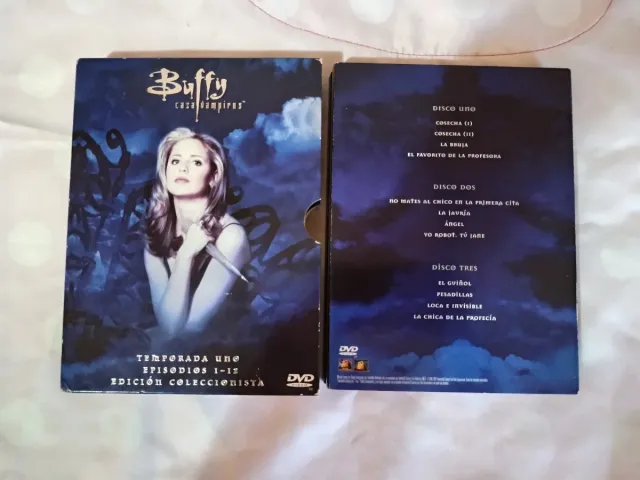 Buffy
cazavampiros
TEMPORADA UNO
EPISODIOS 1-12
EDICIÓN COLECCIONISTA
DVD
DISCO UNO
COSECHA (I)
COSECHA (II)
LA BRUJA
EL FAVORITO DE LA PROFESORA
DISCO DOS
NO MATES AL CHICO EN LA PRIMERA CITA
LA JAURÍA
ÁNGEL
YO ROBOT, TÚ JANE
DISCO TRES
EL GUIÑOL
PESADILLAS
LOCA E INVISIBLE
LA CHICA DE LA PROFECÍA
DVD